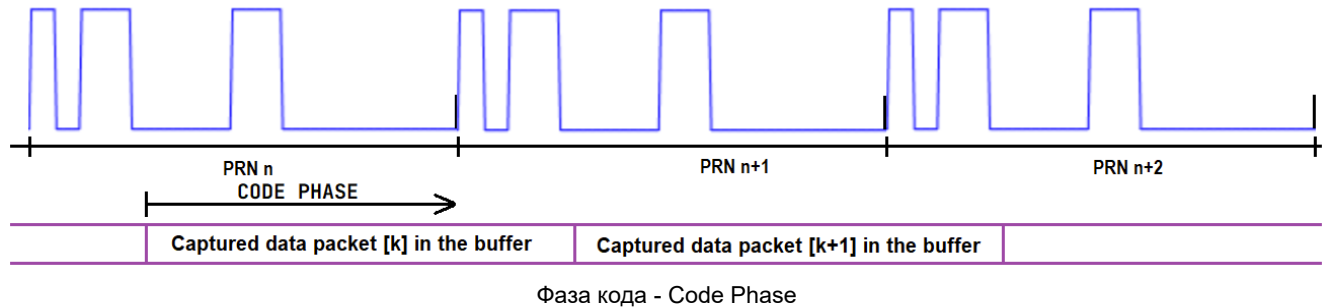 PRN n
PRN n+1
PRN n+2
CODE PHASE
Captured data packet [k] in the buffer
Captured data packet [k+1] in the buffer
Фаза кода - Code Phase